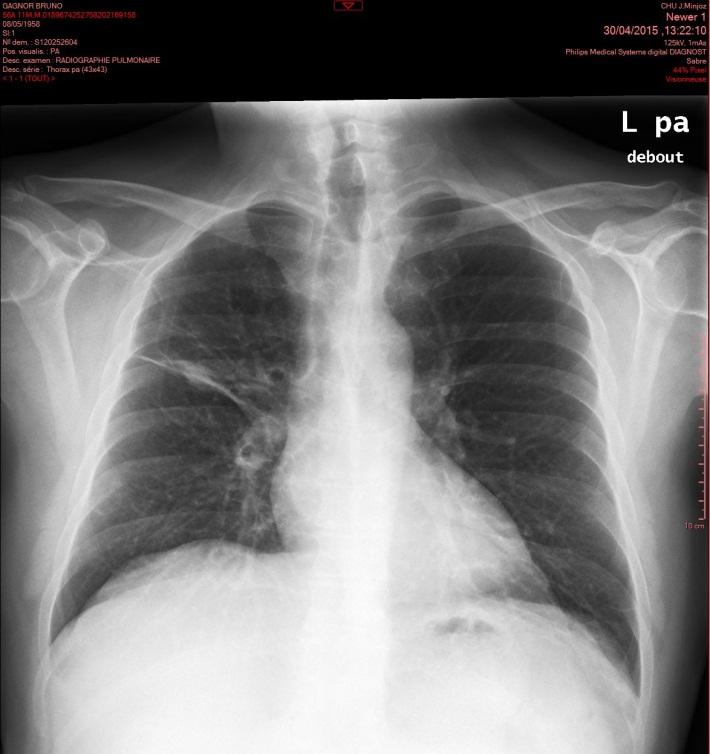 GAGNOR BRUNO
56A 11M,M,0189674252758202169158
08/05/1958
SI:1
Nº dem. : S120252604
Pos. visualis. : PA
Desc. examen : RADIOGRAPHIE PULMONAIRE
Desc. série : Thorax pa (43x43)
< 1 - 1 (TOUT) >
CHU J.Minjoz
Newer 1
30/04/2015 ,13:22:10
125kV, 1mAs
Philips Medical Systems digital DIAGNOST
Sabre
44% Pixel
Visionneuse
L pa
debout
10 cm